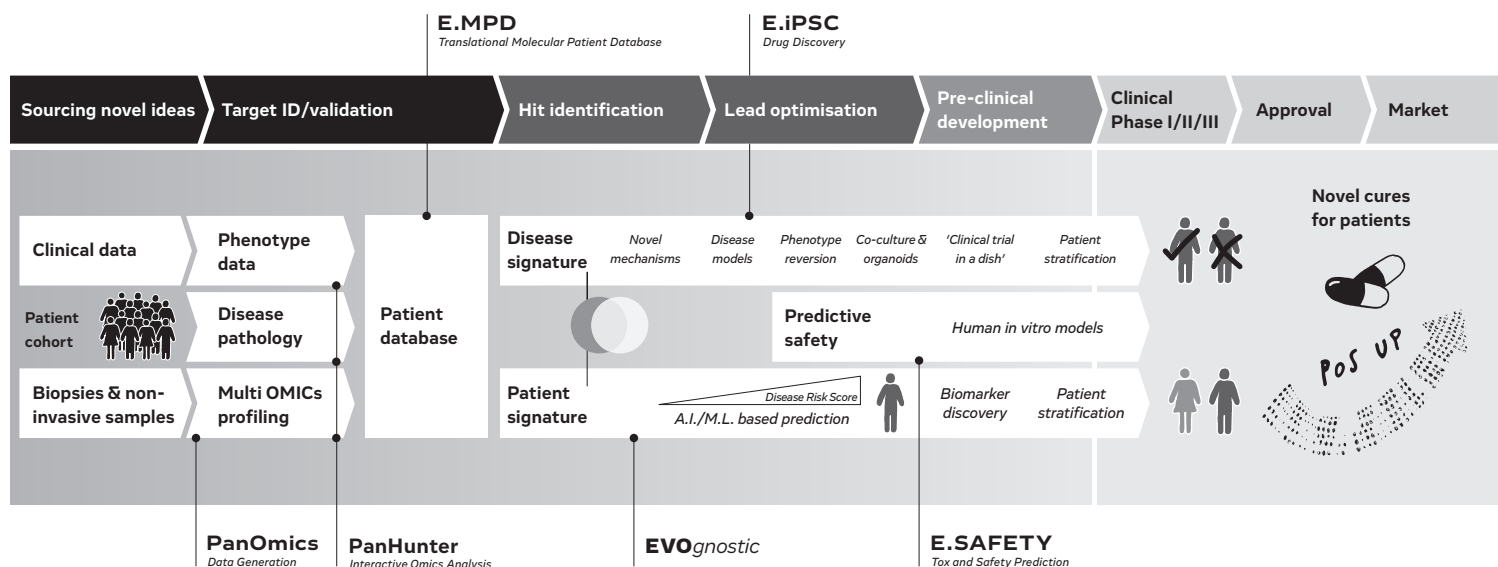 E.MPD
Translational Molecular Patient Database
E.iPSC
Drug Discovery
Sourcing novel ideas
Target ID/validation
Hit identification
Lead optimisation
Pre-clinical
development
Clinical
Phase I/II/III
Approval
Market
Clinical data
Phenotype
data
Patient
cohort
Disease
pathology
Biopsies & non-
invasive samples
Multi OMICs
profiling
Patient
database
Disease
signature
Novel
mechanisms
Disease
models
Phenotype
reversion
Co-culture &
organoids
‘Clinical trial
in a dish’
Patient
stratification
Predictive
safety
Human in vitro models
Patient
signature
Disease Risk Score
A.I./M.L. based prediction
Biomarker
discovery
Patient
stratification
Novel cures
for patients
POS UP
PanOmics
Data Generation
PanHunter
Interactive Omics Analysis
EVOgnostic
E.SAFETY
Tox and Safety Prediction